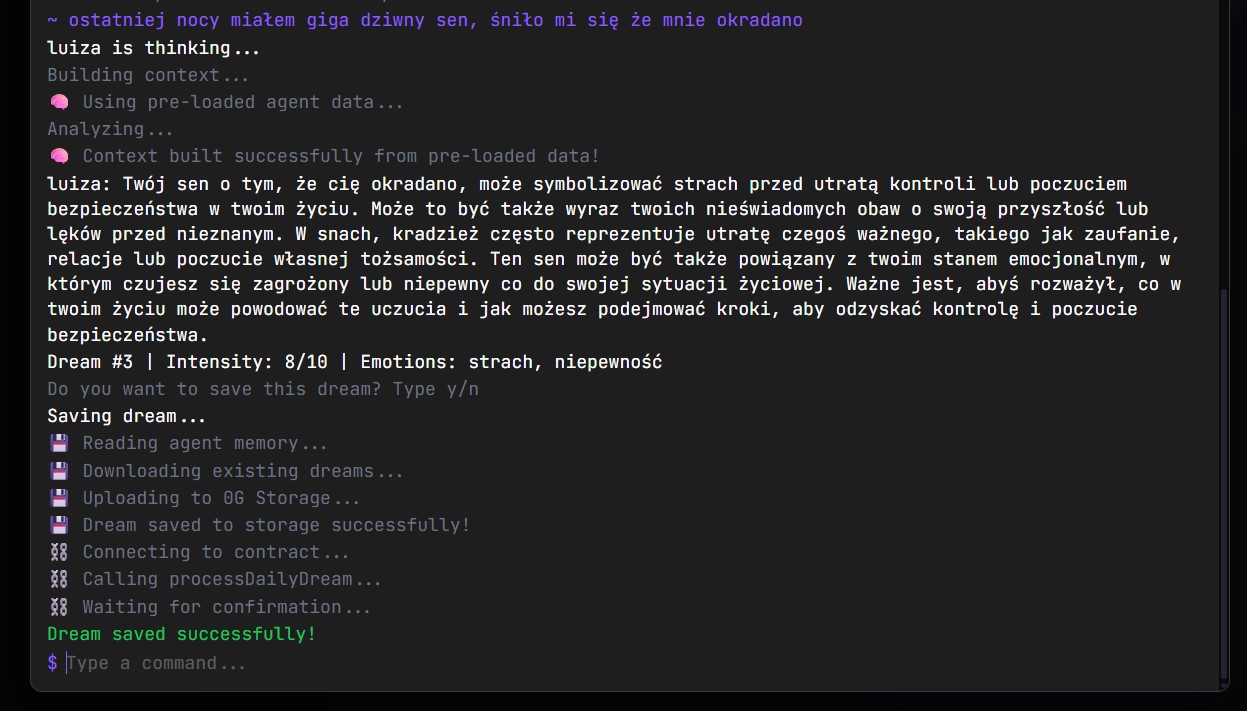 ~ ostatniej nocy miałem giga dziwny sen, śniło mi się że mnie okradano
luiza is thinking...
Building context...
🧠 Using pre-loaded agent data...
Analyzing...
🧠 Context built successfully from pre-loaded data!
luiza: Twój sen o tym, że cię okradano, może symbolizować strach przed utratą kontroli lub poczuciem
bezpieczeństwa w twoim życiu. Może to być także wyraz twoich nieświadomych obaw o swoją przyszłość lub
lęków przed nieznanym. W snach, kradzież często reprezentuje utratę czegoś ważnego, takiego jak zaufanie,
relacje lub poczucie własnej tożsamości. Ten sen może być także powiązany z twoim stanem emocjonalnym, w
którym czujesz się zagrożony lub niepewny co do swojej sytuacji życiowej. Ważne jest, abyś rozważył, co w
twoim życiu może powodować te uczucia i jak możesz podejmować kroki, aby odzyskać kontrolę i poczucie
bezpieczeństwa.
Dream #3 | Intensity: 8/10 | Emotions: strach, niepewność
Do you want to save this dream? Type y/n
Saving dream...
💾 Reading agent memory...
💾 Downloading existing dreams...
💾 Uploading to 0G Storage...
💾 Dream saved to storage successfully!
⛓️ Connecting to contract...
⛓️ Calling processDailyDream...
⛓️ Waiting for confirmation...
Dream saved successfully!
$ Type a command...